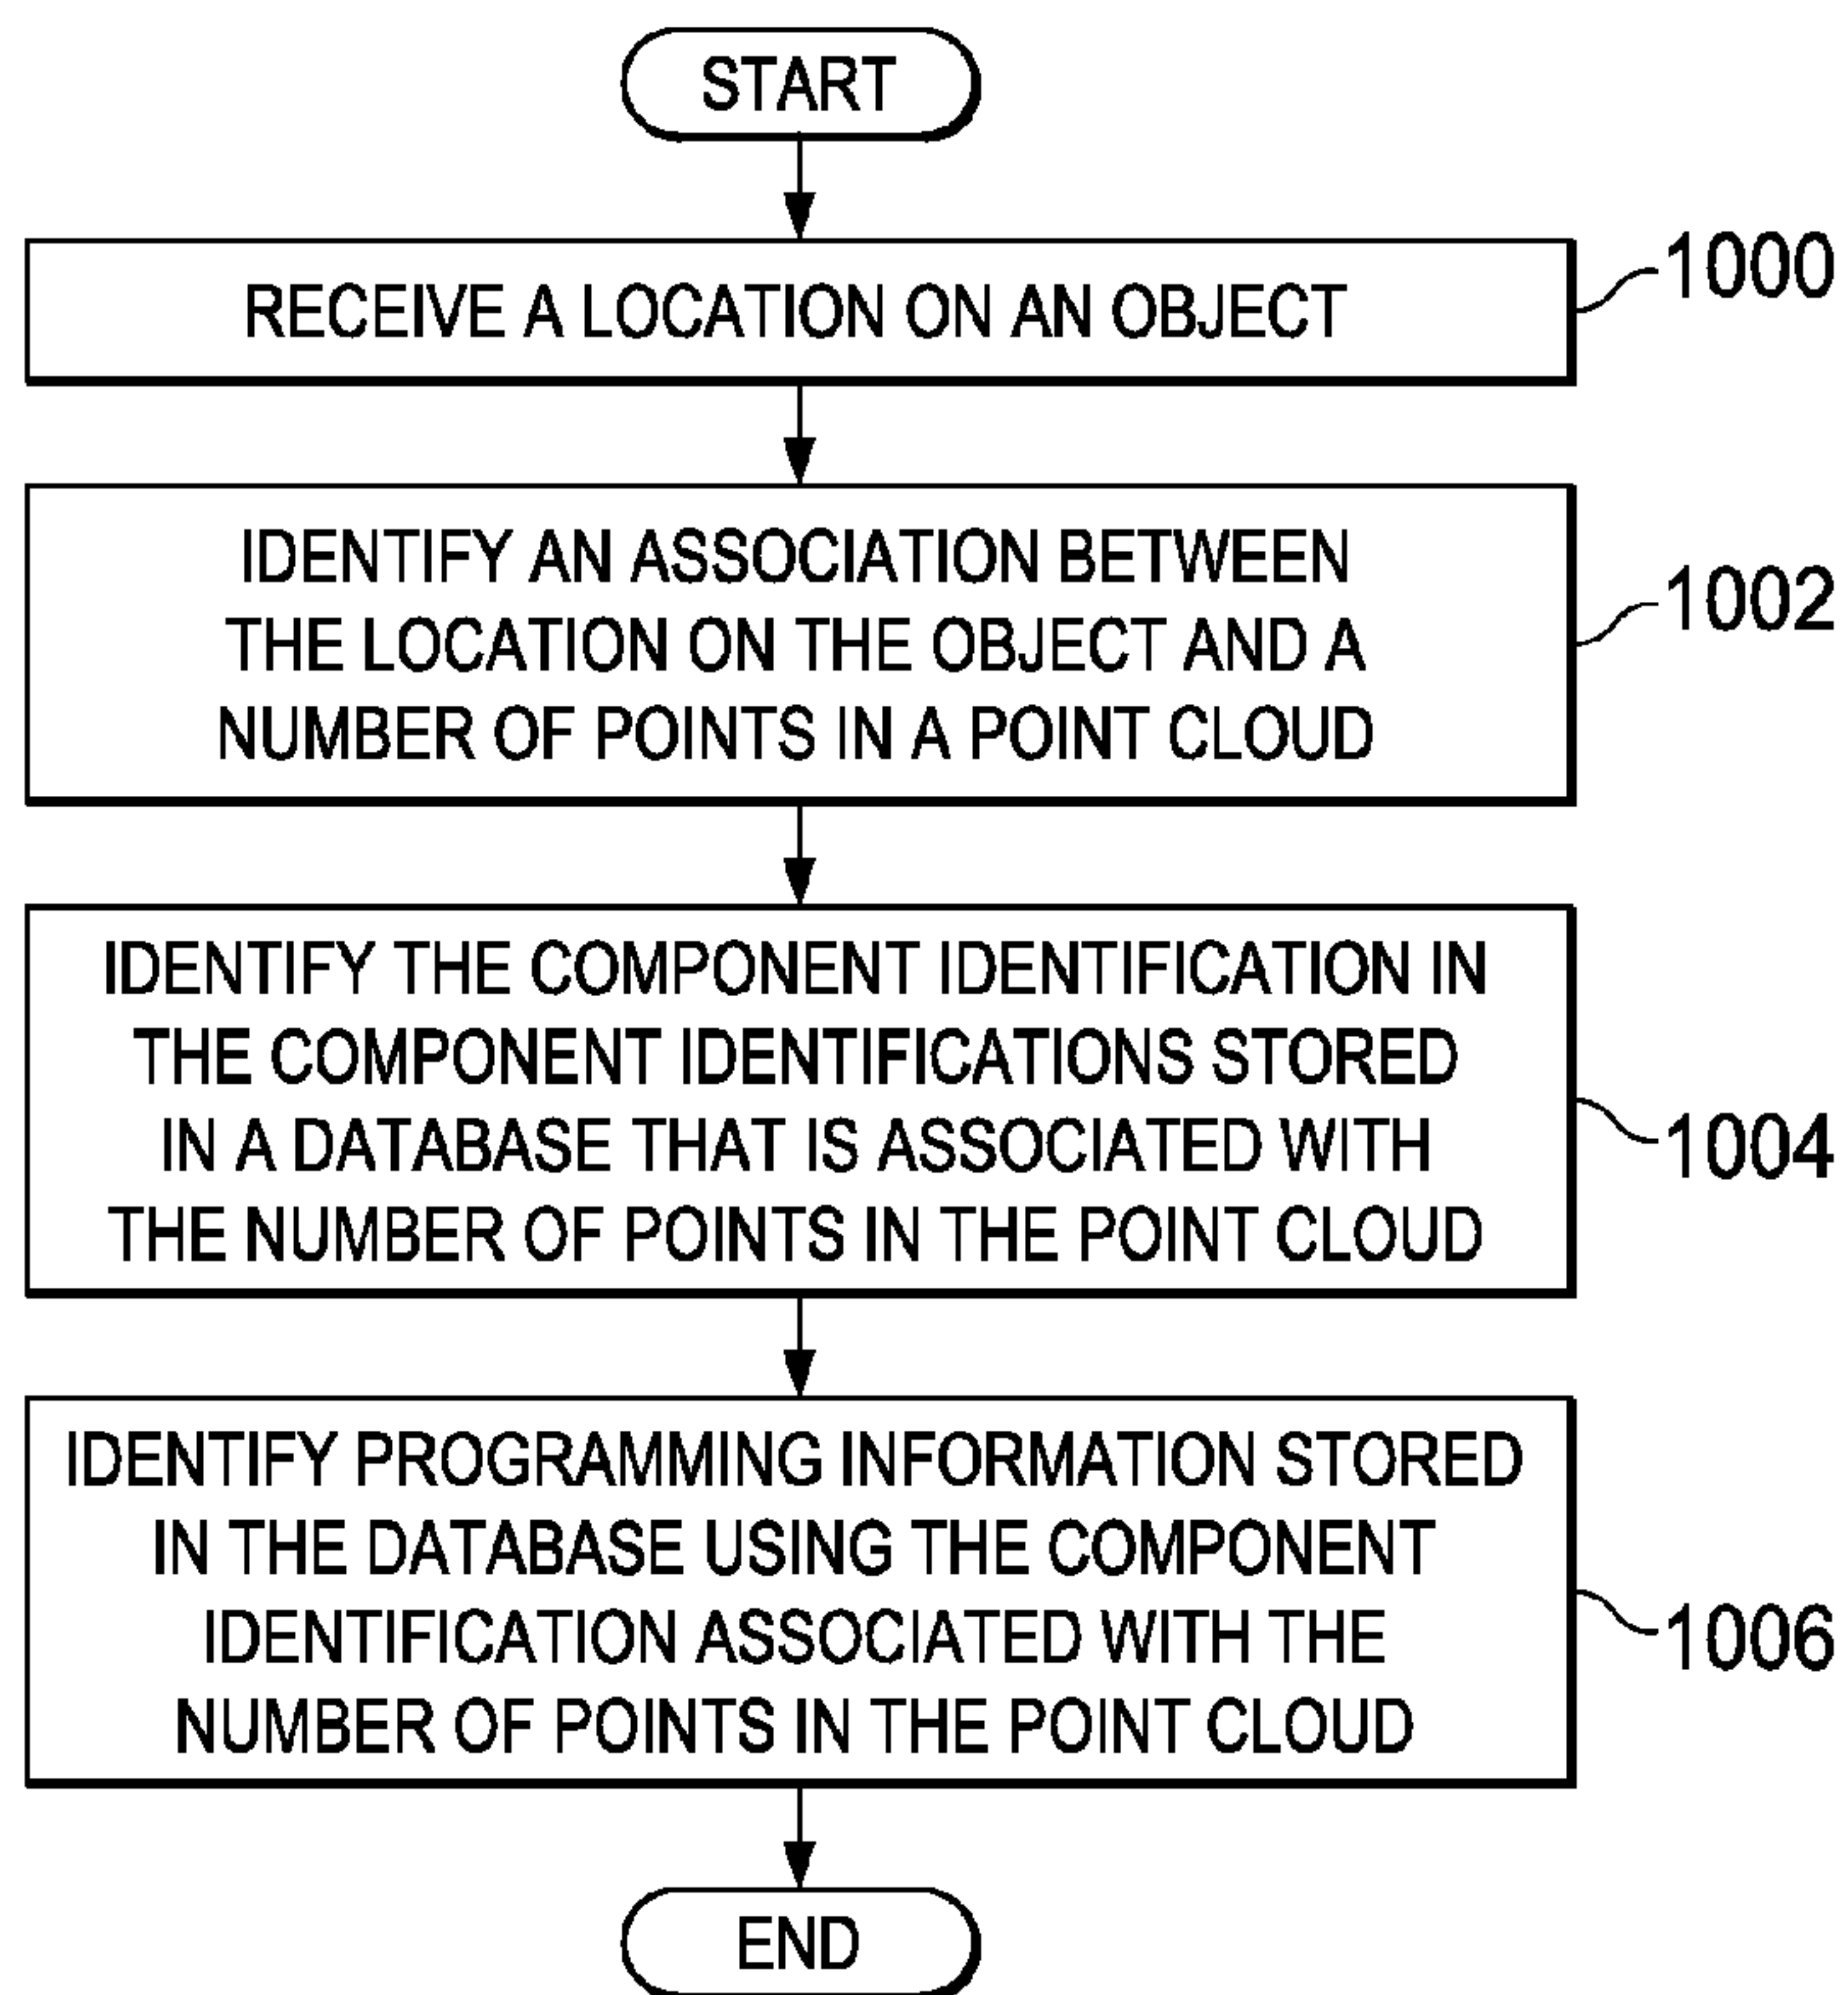 START
RECEIVE A LOCATION ON AN OBJECT
1000
IDENTIFY AN ASSOCIATION BETWEEN
THE LOCATION ON THE OBJECT AND A
NUMBER OF POINTS IN A POINT CLOUD
1002
IDENTIFY THE COMPONENT IDENTIFICATION IN
THE COMPONENT IDENTIFICATIONS STORED
IN A DATABASE THAT IS ASSOCIATED WITH
THE NUMBER OF POINTS IN THE POINT CLOUD
1004
IDENTIFY PROGRAMMING INFORMATION STORED
IN THE DATABASE USING THE COMPONENT
IDENTIFICATION ASSOCIATED WITH THE
NUMBER OF POINTS IN THE POINT CLOUD
1006
END